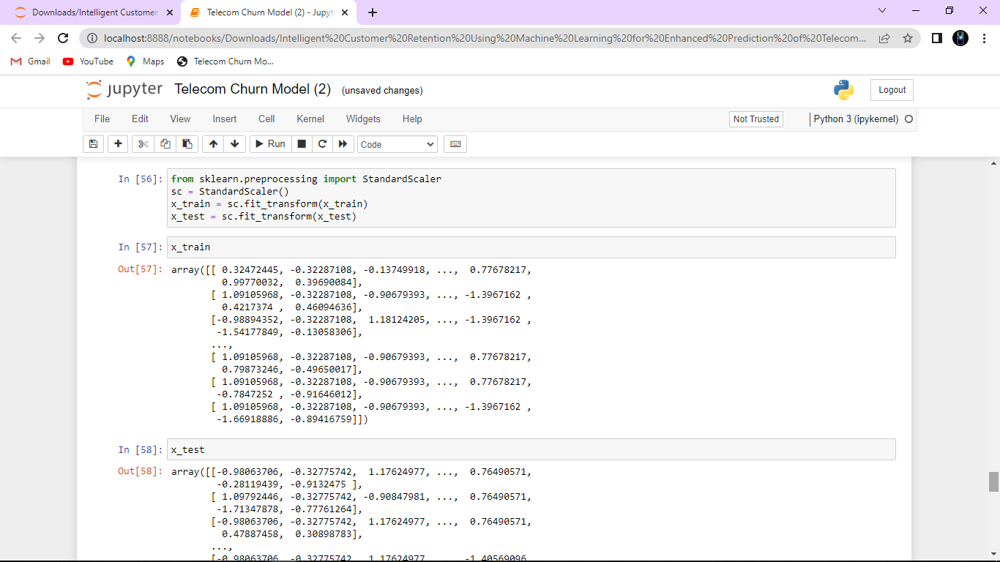 Downloads/Intelligent Customer
Telecom Churn Model (2) - Jupyt
localhost:8888/notebooks/Downloads/Intelligent%20Customer%20Retention%20Using%20Machine%20Learning%20for%20Enhanced%20Prediction%20of%20Telecom...
Gmail YouTube Maps Telecom Churn Mo...
jupyter Telecom Churn Model (2) (unsaved changes) Logout
File Edit View Insert Cell Kernel Widgets Help Not Trusted Python 3 (ipykernel)
Run Code
In [56]: from sklearn.preprocessing import StandardScaler
sc = StandardScaler()
x_train = sc.fit_transform(x_train)
x_test = sc.fit_transform(x_test)
In [57]: x_train
Out[57]: array([[ 0.32472445, -0.32287108, -0.13749918, ..., 0.77678217,
0.99770032, 0.39690084],
[ 1.09105968, -0.32287108, -0.90679393, ..., -1.3967162 ,
0.4217374 , 0.46094636],
[-0.98894352, -0.32287108, 1.18124205, ..., -1.3967162 ,
-1.54177849, -0.13058306],
...,
[ 1.09105968, -0.32287108, -0.90679393, ..., 0.77678217,
0.79873246, -0.49650017],
[ 1.09105968, -0.32287108, -0.90679393, ..., 0.77678217,
-0.7847252 , -0.91646012],
[ 1.09105968, -0.32287108, -0.90679393, ..., -1.3967162 ,
-1.66918886, -0.89416759]])
In [58]: x_test
Out[58]: array([[-0.98063706, -0.32775742, 1.17624977, ..., 0.76490571,
-0.28119439, -0.9132475 ],
[ 1.09792446, -0.32775742, -0.90847981, ..., 0.76490571,
-1.71347878, -0.77761264],
[-0.98063706, -0.32775742, 1.17624977, ..., 0.76490571,
0.47887458, 0.30898783],
...,
[-0.98063706, -0.32775742, 1.17624977, ..., -1.40569096,